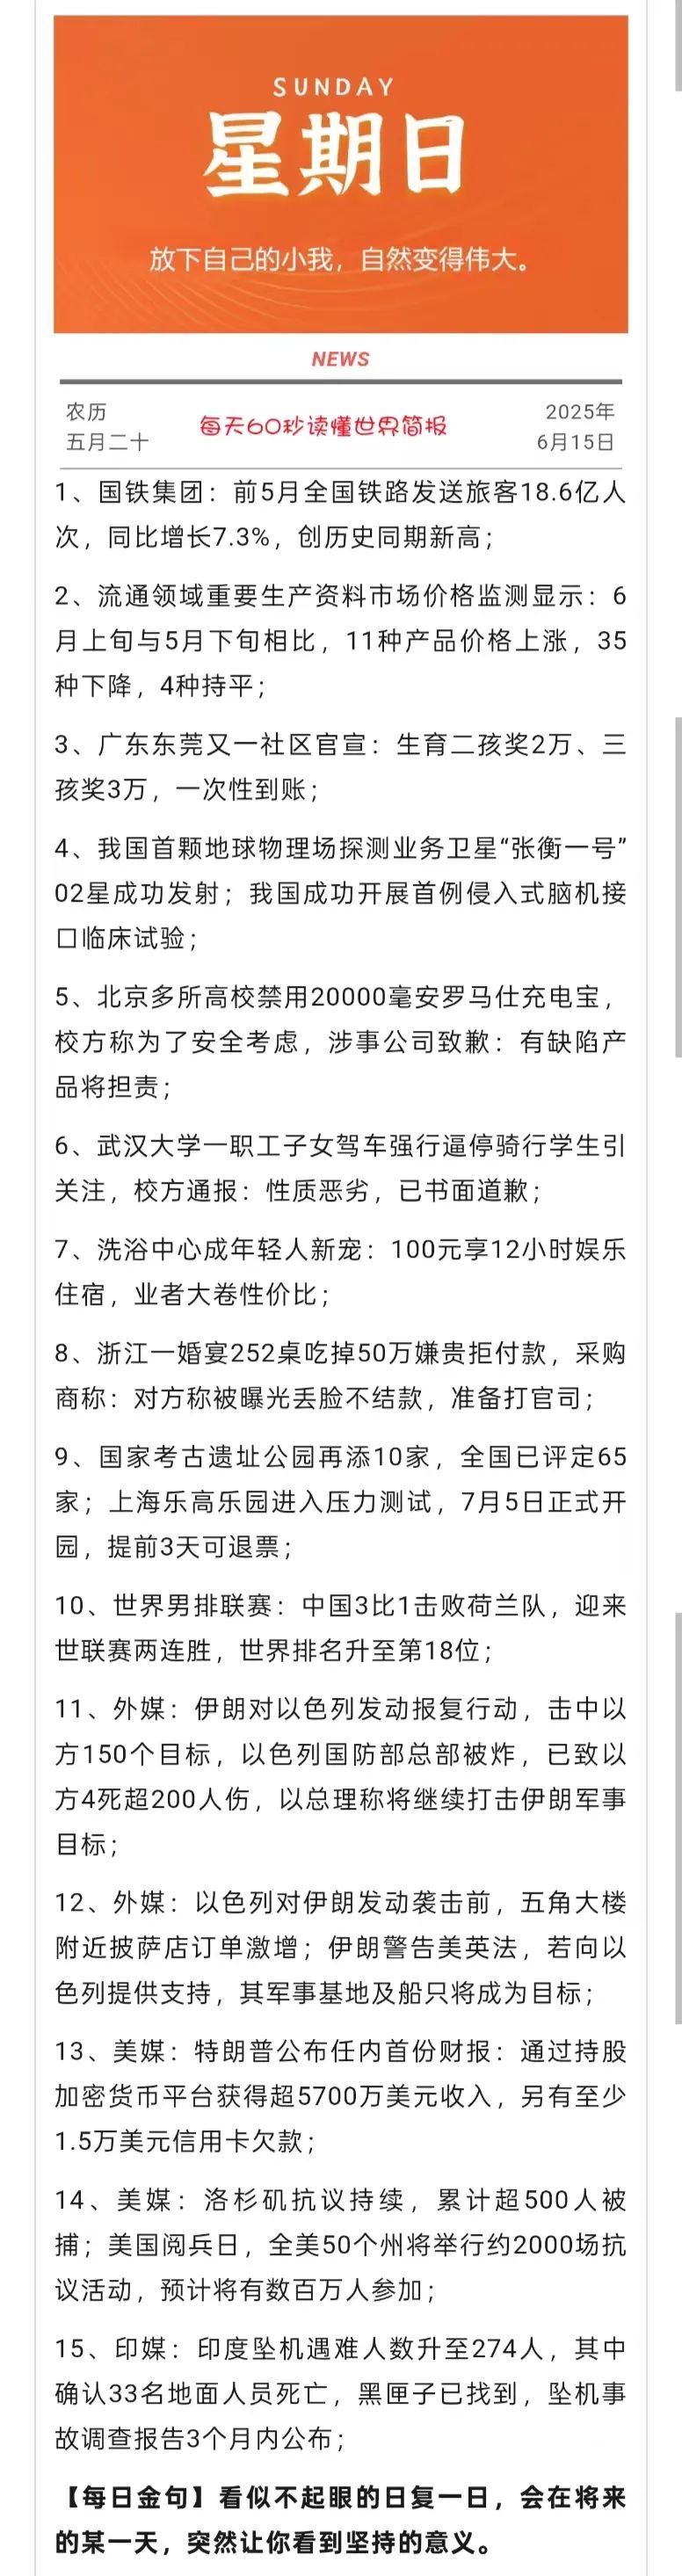 SUNDAY
星期日
放下自己的小我，自然变得伟大。
NEWS
农历
五月二十
每天60秒读懂世界简报
2025年
6月15日
1、国铁集团：前5月全国铁路发送旅客18.6亿人
次，同比增长7.3%，创历史同期新高；
2、流通领域重要生产资料市场价格监测显示：6
月上旬与5月下旬相比，11种产品价格上涨，35
种下降，4种持平；
3、广东东莞又一社区官宣：生育二孩奖2万、三
孩奖3万，一次性到账；
4、我国首颗地球物理场探测业务卫星“张衡一号”
02星成功发射；我国成功开展首例侵入式脑机接
口临床试验；
5、北京多所高校禁用20000毫安罗马仕充电宝，
校方称为了安全考虑，涉事公司致歉：有缺陷产
品将担责；
6、武汉大学一职工子女驾车强行逼停骑行学生引
关注，校方通报：性质恶劣，已书面道歉；
7、洗浴中心成年轻人新宠：100元享12小时娱乐
住宿，业者大卷性价比；
8、浙江一婚宴252桌吃掉50万嫌贵拒付款，采购
商称：对方称被曝光丢脸不结款，准备打官司；
9、国家考古遗址公园再添10家，全国已评定65
家；上海乐高乐园进入压力测试，7月5日正式开
园，提前3天可退票；
10、世界男排联赛：中国3比1击败荷兰队，迎来
世联赛两连胜，世界排名升至第18位；
11、外媒：伊朗对以色列发动报复行动，击中以
方150个目标，以色列国防部总部被炸，已致以
方4死超200人伤，以总理称将继续打击伊朗军事
目标；
12、外媒：以色列对伊朗发动袭击前，五角大楼
附近披萨店订单激增；伊朗警告美英法，若向以
色列提供支持，其军事基地及船只将成为目标；
13、美媒：特朗普公布任内首份财报：通过持股
加密货币平台获得超5700万美元收入，另有至少
1.5万美元信用卡欠款；
14、美媒：洛杉矶抗议持续，累计超500人被
捕；美国阅兵日，全美50个州将举行约2000场抗
议活动，预计将有数百万人参加；
15、印媒：印度坠机遇难人数升至274人，其中
确认33名地面人员死亡，黑匣子已找到，坠机事
故调查报告3个月内公布；
【每日金句】看似不起眼的日复一日，会在将来
的某一天，突然让你看到坚持的意义。